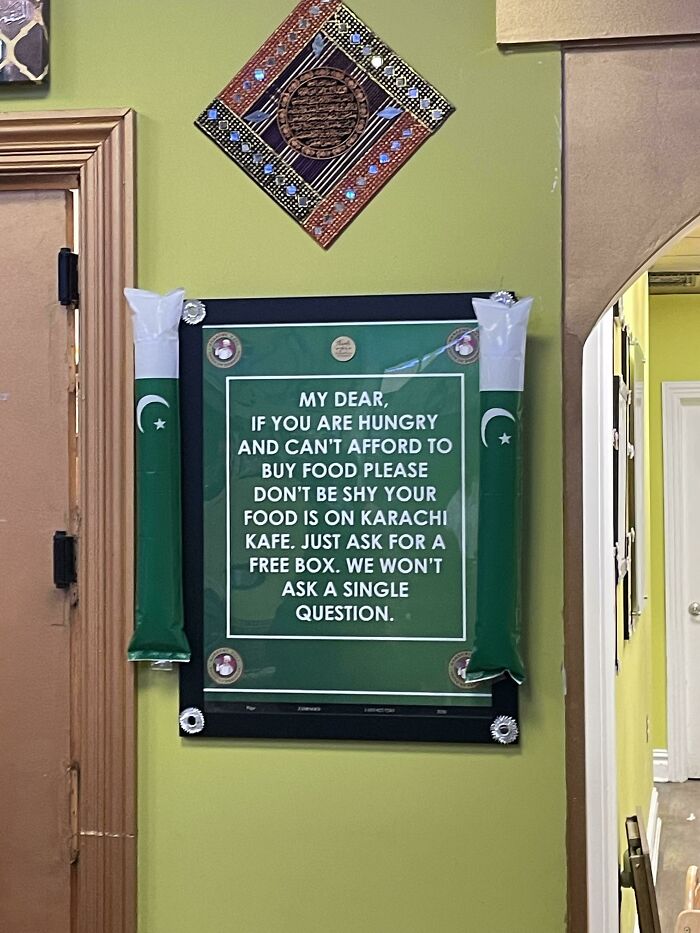 MY DEAR,
IF YOU ARE HUNGRY
AND CAN'T AFFORD TO
BUY FOOD PLEASE
DON'T BE SHY YOUR
FOOD IS ON KARACHI
KAFE. JUST ASK FOR A
FREE BOX. WE WON'T
ASK A SINGLE
QUESTION.